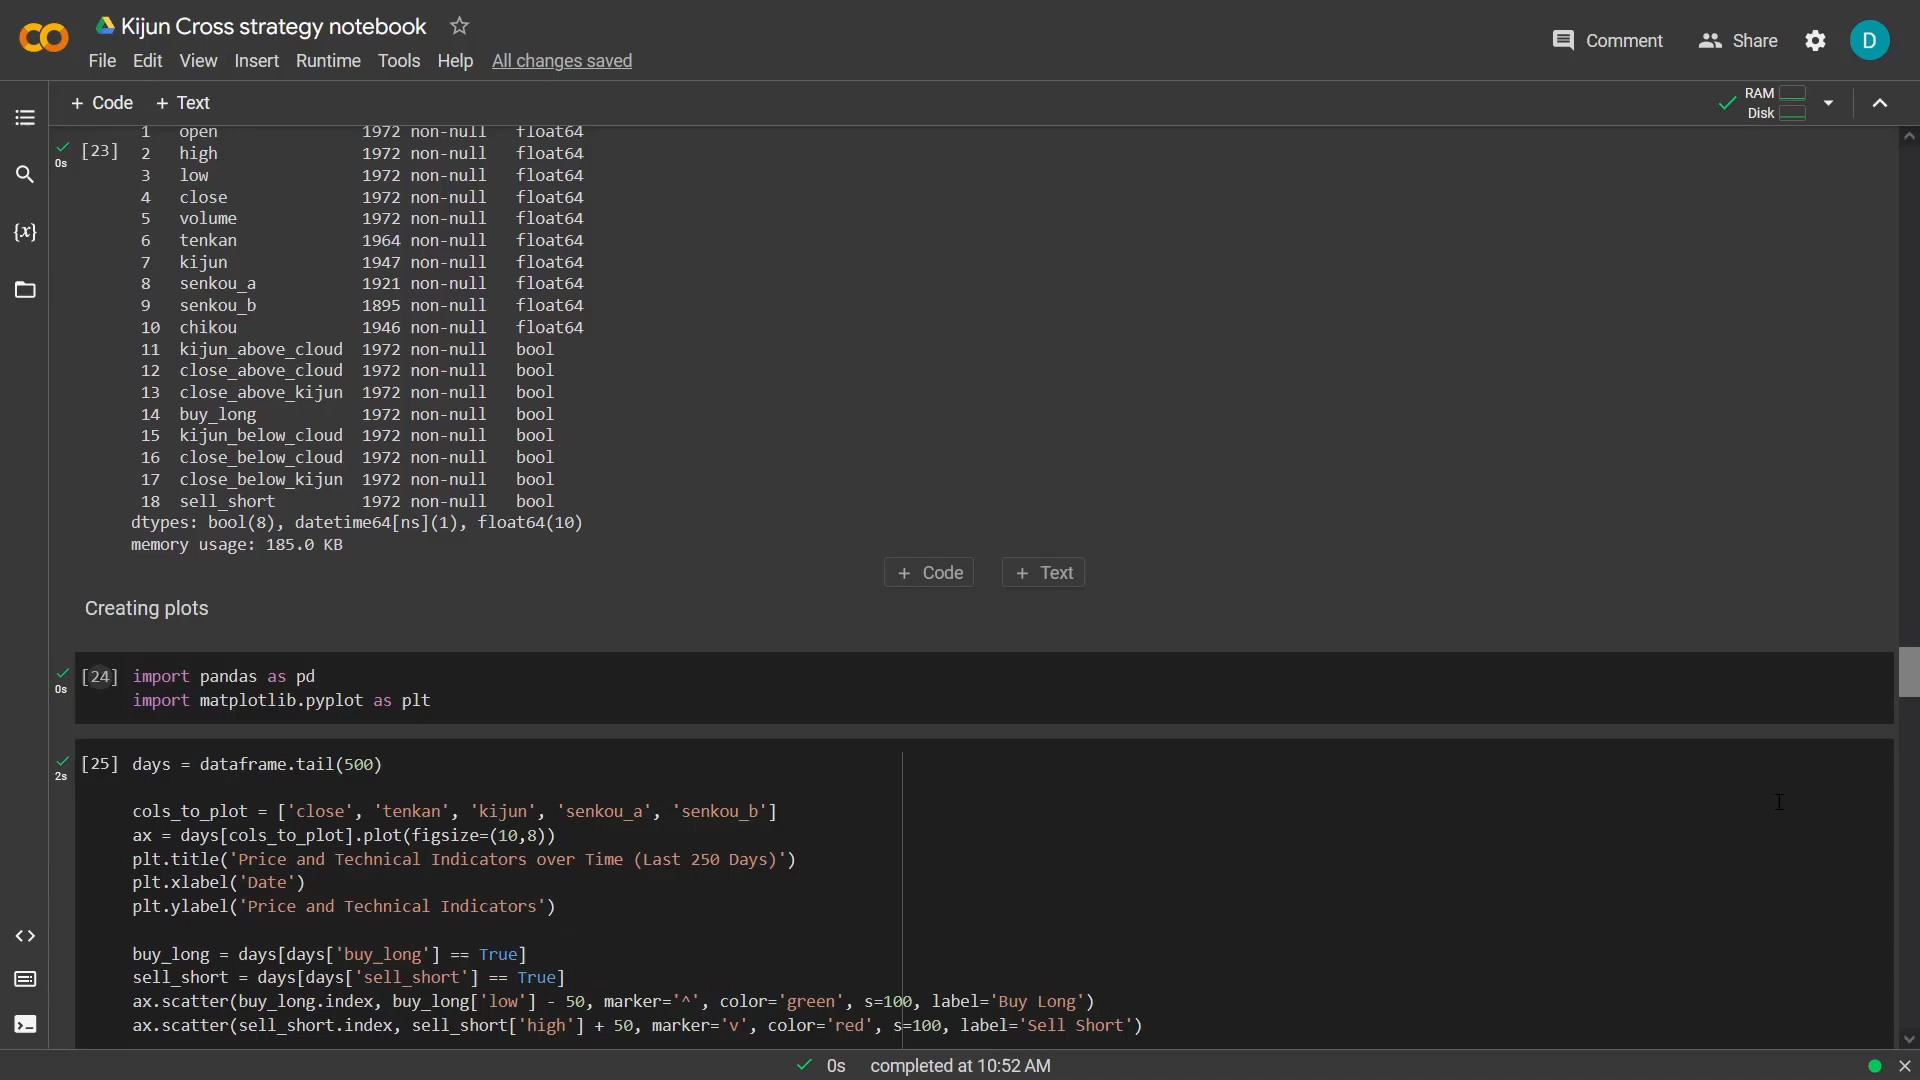 Kijun Cross strategy notebook
File Edit View Insert Runtime Tools Help All changes saved
Comment Share D
+ Code + Text
RAM
Disk
1 open 1972 non-null float64
0s [23] 2 high 1972 non-null float64
3 low 1972 non-null float64
4 close 1972 non-null float64
5 volume 1972 non-null float64
6 tenkan 1964 non-null float64
7 kijun 1947 non-null float64
8 senkou_a 1921 non-null float64
9 senkou_b 1895 non-null float64
10 chikou 1946 non-null float64
11 kijun_above_cloud 1972 non-null bool
12 close_above_cloud 1972 non-null bool
13 close_above_kijun 1972 non-null bool
14 buy_long 1972 non-null bool
15 kijun_below_cloud 1972 non-null bool
16 close_below_cloud 1972 non-null bool
17 close_below_kijun 1972 non-null bool
18 sell_short 1972 non-null bool
dtypes: bool(8), datetime64[ns](1), float64(10)
memory usage: 185.0 KB
+ Code + Text
Creating plots
0s [24] import pandas as pd
import matplotlib.pyplot as plt
2s [25] days = dataframe.tail(500)
cols_to_plot = ['close', 'tenkan', 'kijun', 'senkou_a', 'senkou_b']
ax = days[cols_to_plot].plot(figsize=(10,8))
plt.title('Price and Technical Indicators over Time (Last 250 Days)')
plt.xlabel('Date')
plt.ylabel('Price and Technical Indicators')
buy_long = days[days['buy_long'] == True]
sell_short = days[days['sell_short'] == True]
ax.scatter(buy_long.index, buy_long['low'] - 50, marker='^', color='green', s=100, label='Buy Long')
ax.scatter(sell_short.index, sell_short['high'] + 50, marker='v', color='red', s=100, label='Sell Short')
0s completed at 10:52 AM